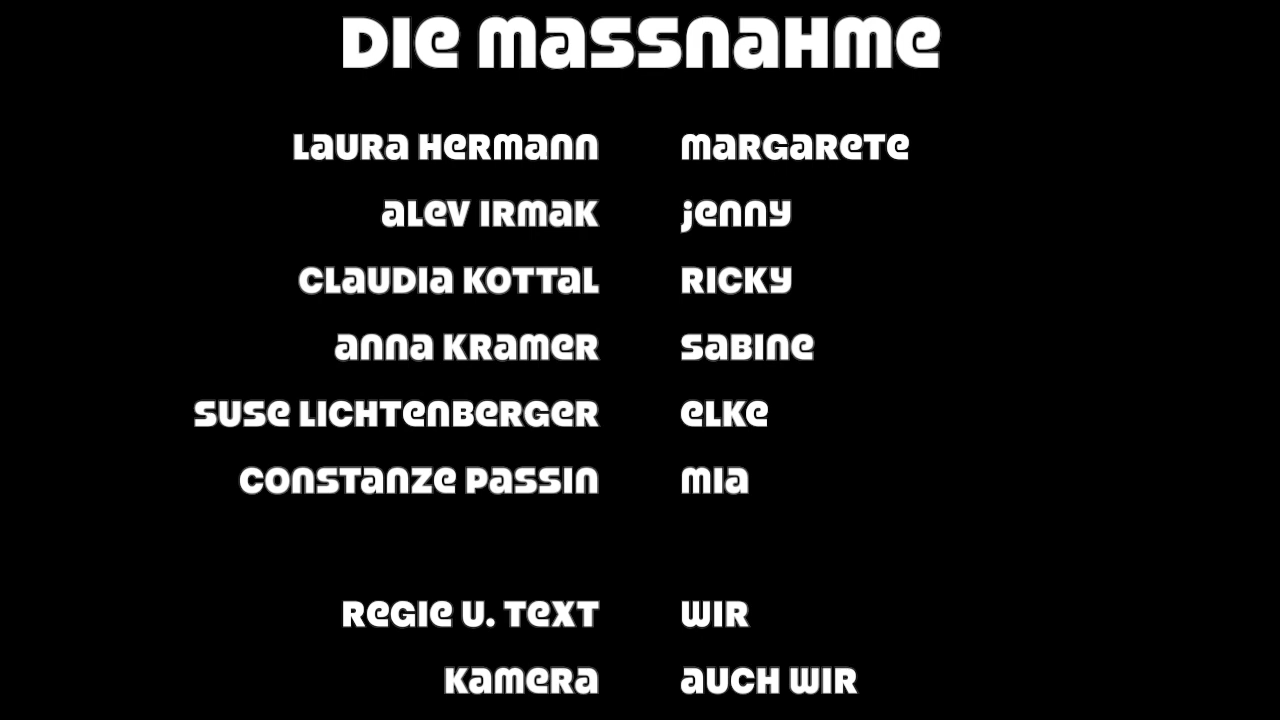 DIE MASSNAHME
LAURA HERMANN MARGARETE
ALEV IRMAK JENNY
CLAUDIA KOTTAL RICKY
ANNA KRAMER SABINE
SUSE LICHTENBERGER ELKE
CONSTANZE PASSIN MIA
REGIE U. TEXT WIR
KAMERA AUCH WIR